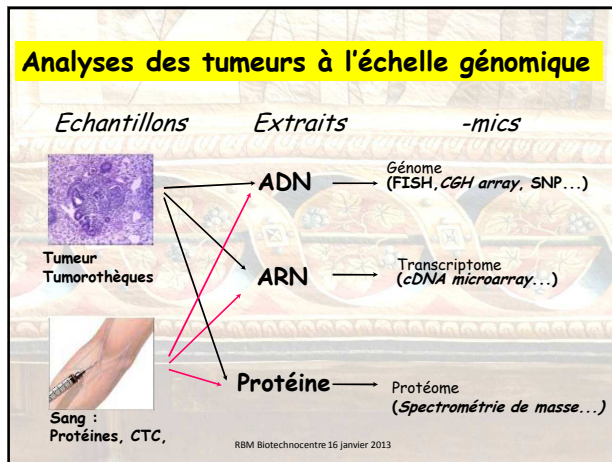 Analyses des tumeurs à l'échelle génomique
Echantillons Extraits -mics
ADN
Génome
(FISH,CGH array, SNP...)
Tumeur
Tumorothèques
ARN
Transcriptome
(cDNA microarray...)
Protéine
Protéome
(Spectrométrie de masse...)
Sang :
Protéines, CTC,
RBM Biotechnocentre 16 janvier 2013